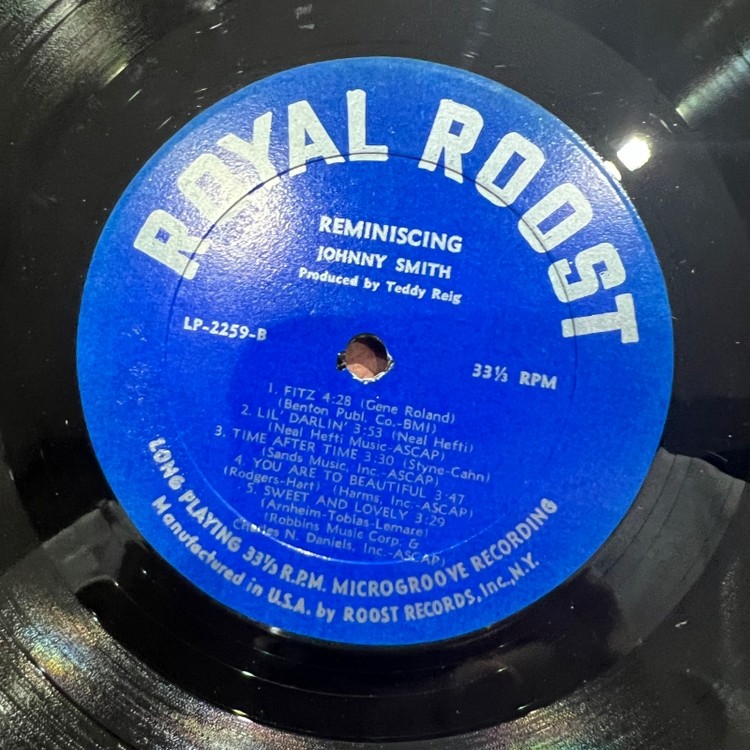 ROYAL ROOST
REMINISCING
JOHNNY SMITH
Produced by Teddy Reig
LP-2259-B
33⅓ RPM
1. FITZ 4:28 (Gene Roland)
(Benton Publ. Co.-BMI)
2. LIL' DARLIN' 3:53 (Neal Hefti)
(Neal Hefti Music-ASCAP)
3. TIME AFTER TIME 3:30 (Styne-Cahn)
(Sands Music, Inc.-ASCAP)
4. YOU ARE TO BEAUTIFUL 3:47
(Rodgers-Hart) (Harms, Inc.-ASCAP)
5. SWEET AND LOVELY 3:29
(Arnheim-Tobias-Lemare)
(Robbins Music Corp. &
Charles N. Daniels, Inc.-ASCAP)
LONG PLAYING 33⅓ R.P.M. MICROGROOVE RECORDING
Manufactured in U.S.A. by ROOST RECORDS, Inc., N.Y.